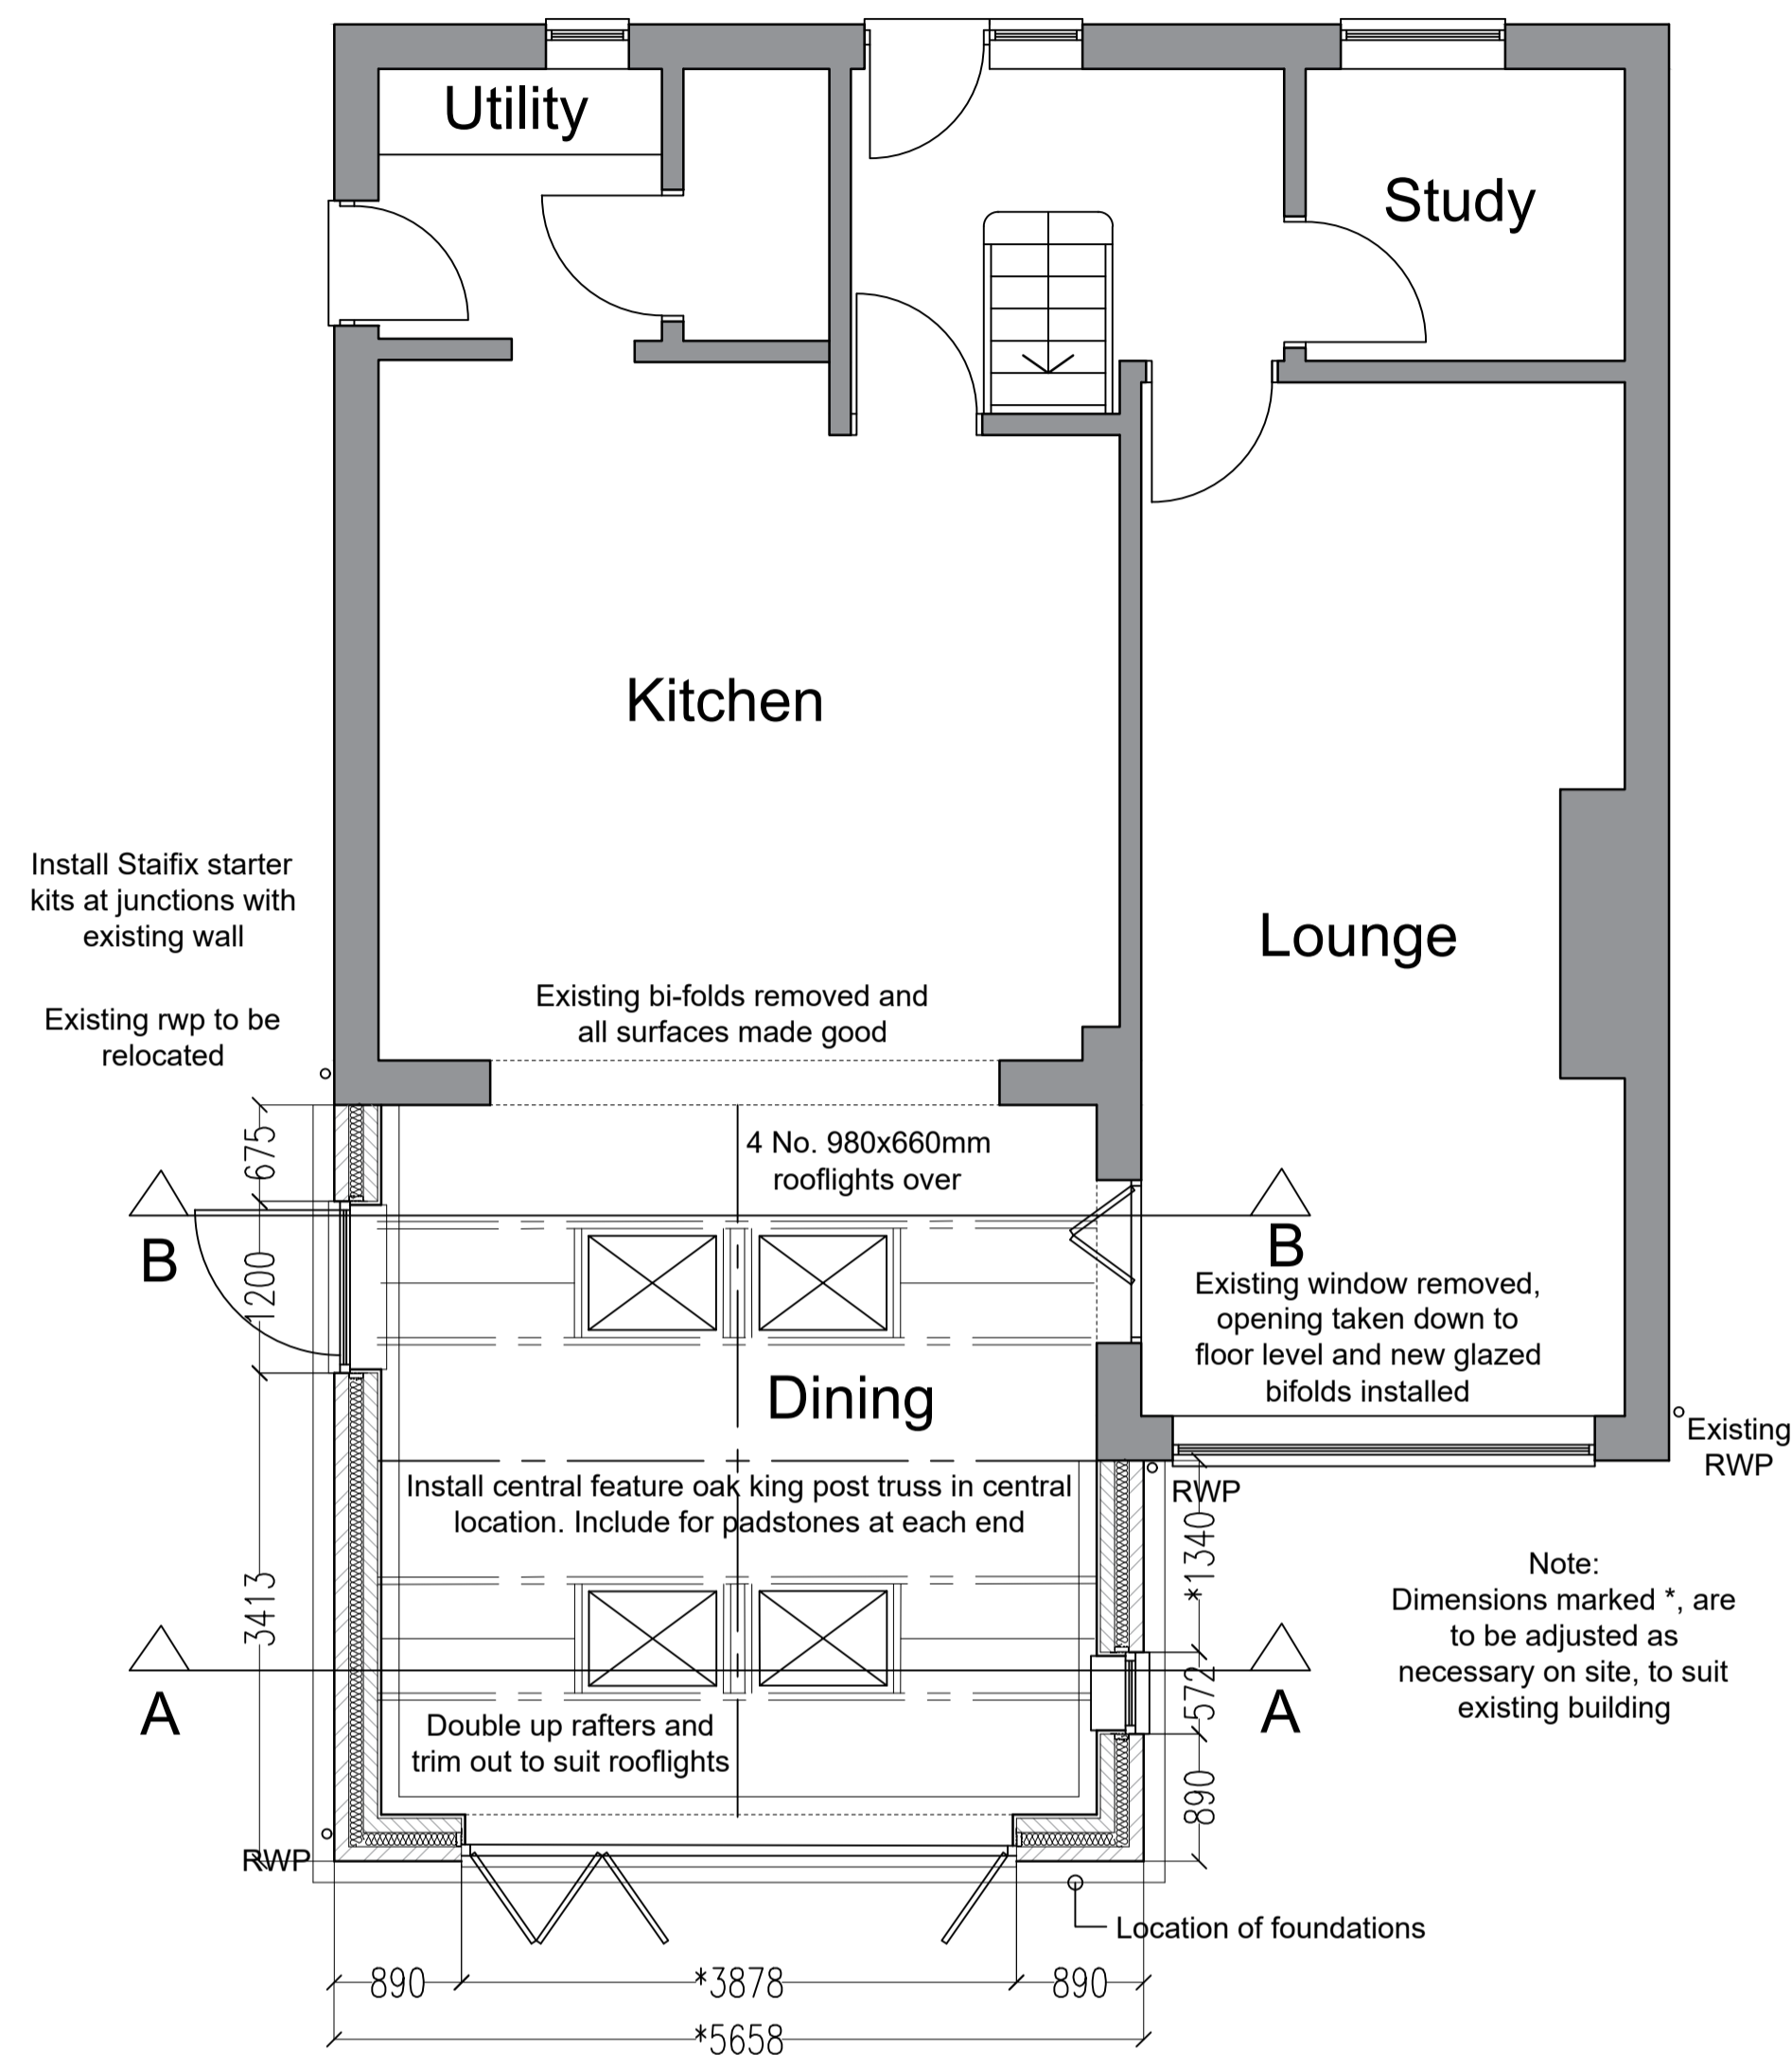 Utility
Study
Kitchen
Install Staifix starter
kits at junctions with
existing wall
Lounge
Existing bi-folds removed and
all surfaces made good
Existing rwp to be
relocated
675
4 No. 980x660mm
rooflights over
B
B
1200
Existing window removed,
opening taken down to
floor level and new glazed
bifolds installed
Dining
Existing
RWP
Install central feature oak king post truss in central
location. Include for padstones at each end
RWP
*1340
3413
Note:
Dimensions marked *, are
to be adjusted as
necessary on site, to suit
existing building
572
A
A
Double up rafters and
trim out to suit rooflights
890
RWP
Location of foundations
890
*3878
890
*5658